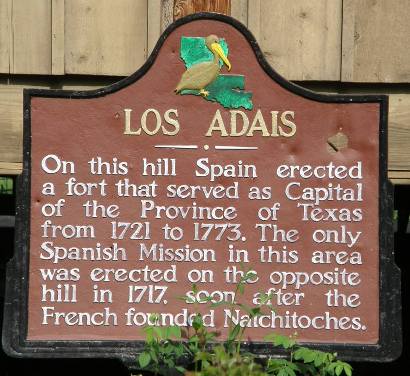 LOS ADAIS
On this hill Spain erected
a fort that served as Capital
of the Province of Texas
from 1721 to 1773. The only
Spanish Mission in this area
was erected on the opposite
hill in 1717, soon after the
French founded Natchitoches.